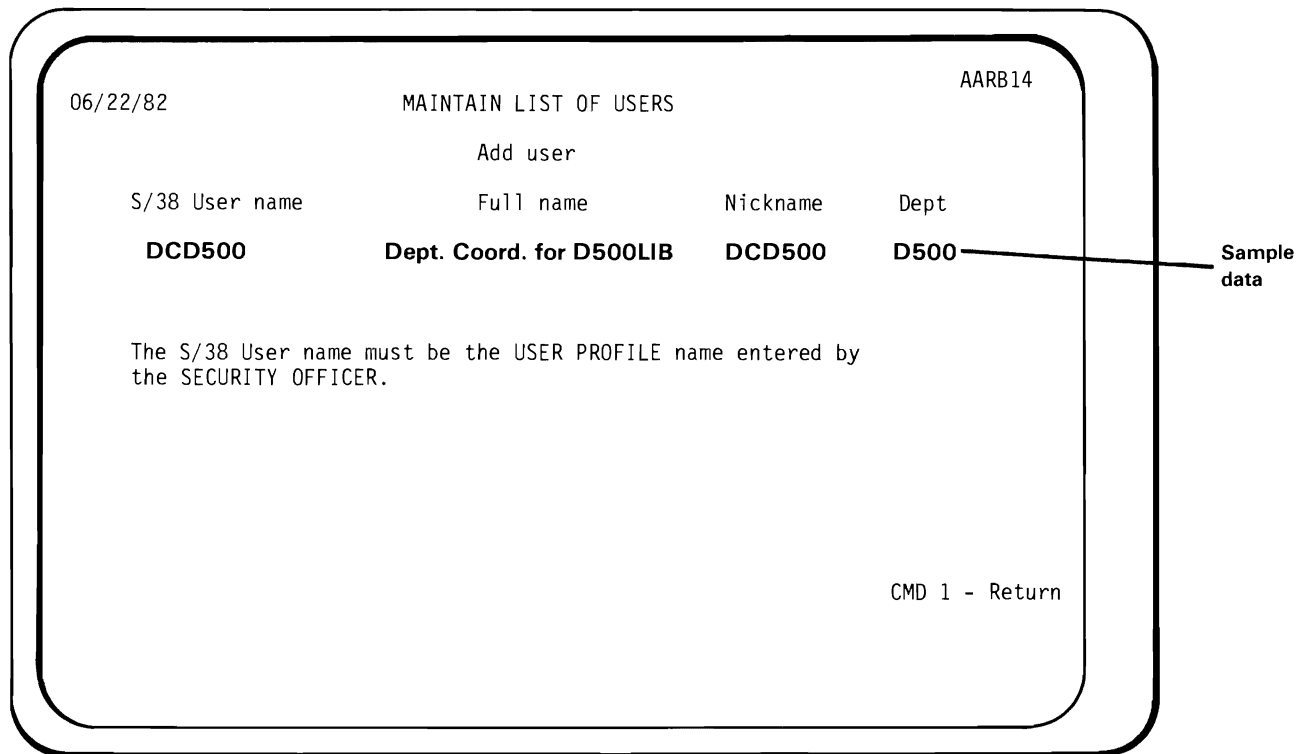 AARB14
06/22/82 MAINTAIN LIST OF USERS
Add user
S/38 User name Full name Nickname Dept
DCD500 Dept. Coord. for D500LIB DCD500 D500
Sample
data
The S/38 User name must be the USER PROFILE name entered by
the SECURITY OFFICER.
CMD 1 - Return